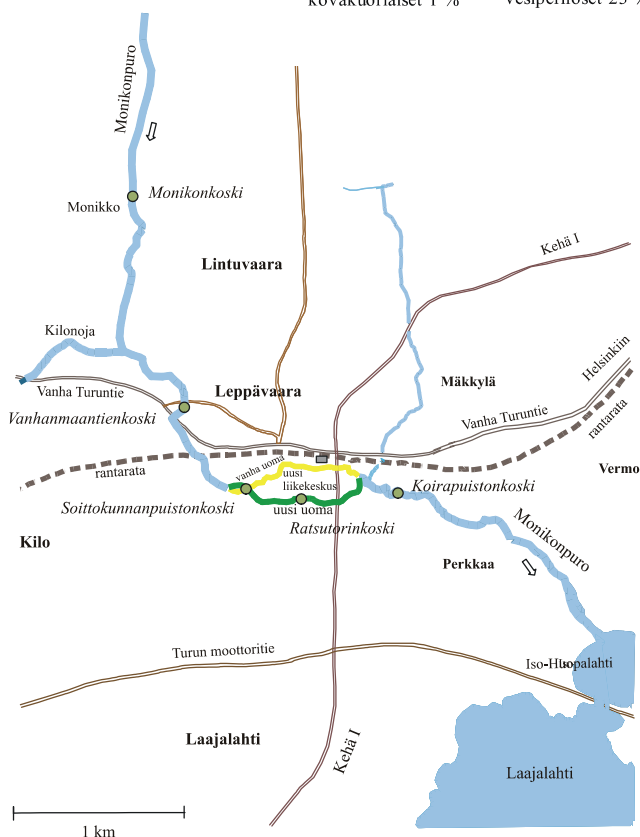 kovakuoriaiset 1 %
Monikonpuro
Monikonkoski
Monikko
Lintuvaara
Kehä I
Kilonoja
Helsinkiin
Leppävaara
Mäkkylä
Vanha Turuntie
Vanhanmaantienkoski
Vanha Turuntie
rantarata
rantarata
vanha uoma
uusi
liikekeskus
Vermo
Soittokunnanpuistonkoski
Koirapuistonkoski
uusi uoma
Ratsutorinkoski
Monikonpuro
Kilo
Perkkaa
Turun moottoritie
Iso-Huopalahti
Laajalahti
Kehä I
Laajalahti
1 km